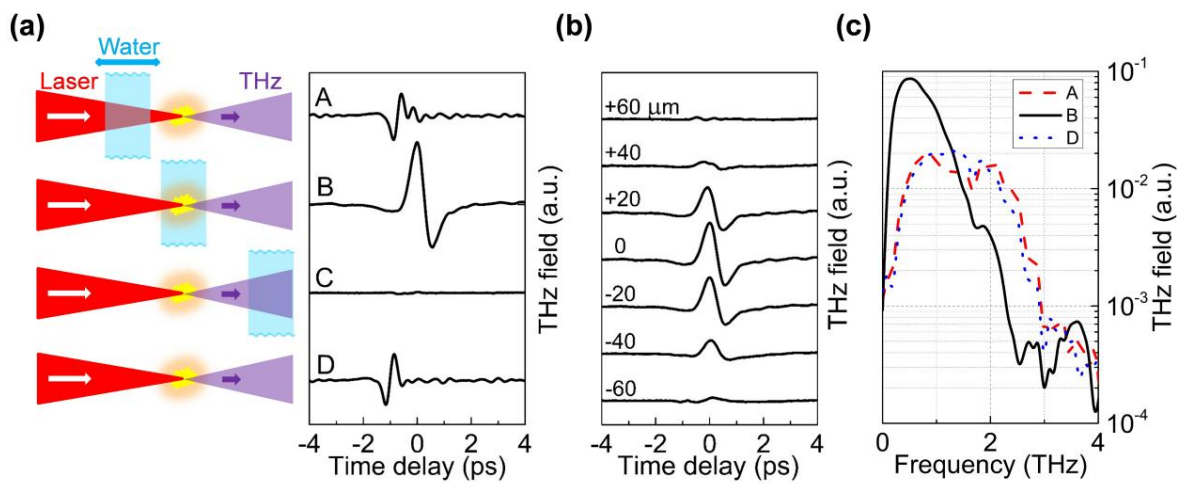 (a)
Water
Laser
THz
A
B
C
D
-4 -2 0 2 4
Time delay (ps)
THz field (a.u.)
(b)
+60 μm
+40
+20
0
-20
-40
-60
-4 -2 0 2 4
Time delay (ps)
THz field (a.u.)
(c)
A
B
D
10-1
10-2
10-3
10-4
THz field (a.u.)
0 2 4
Frequency (THz)